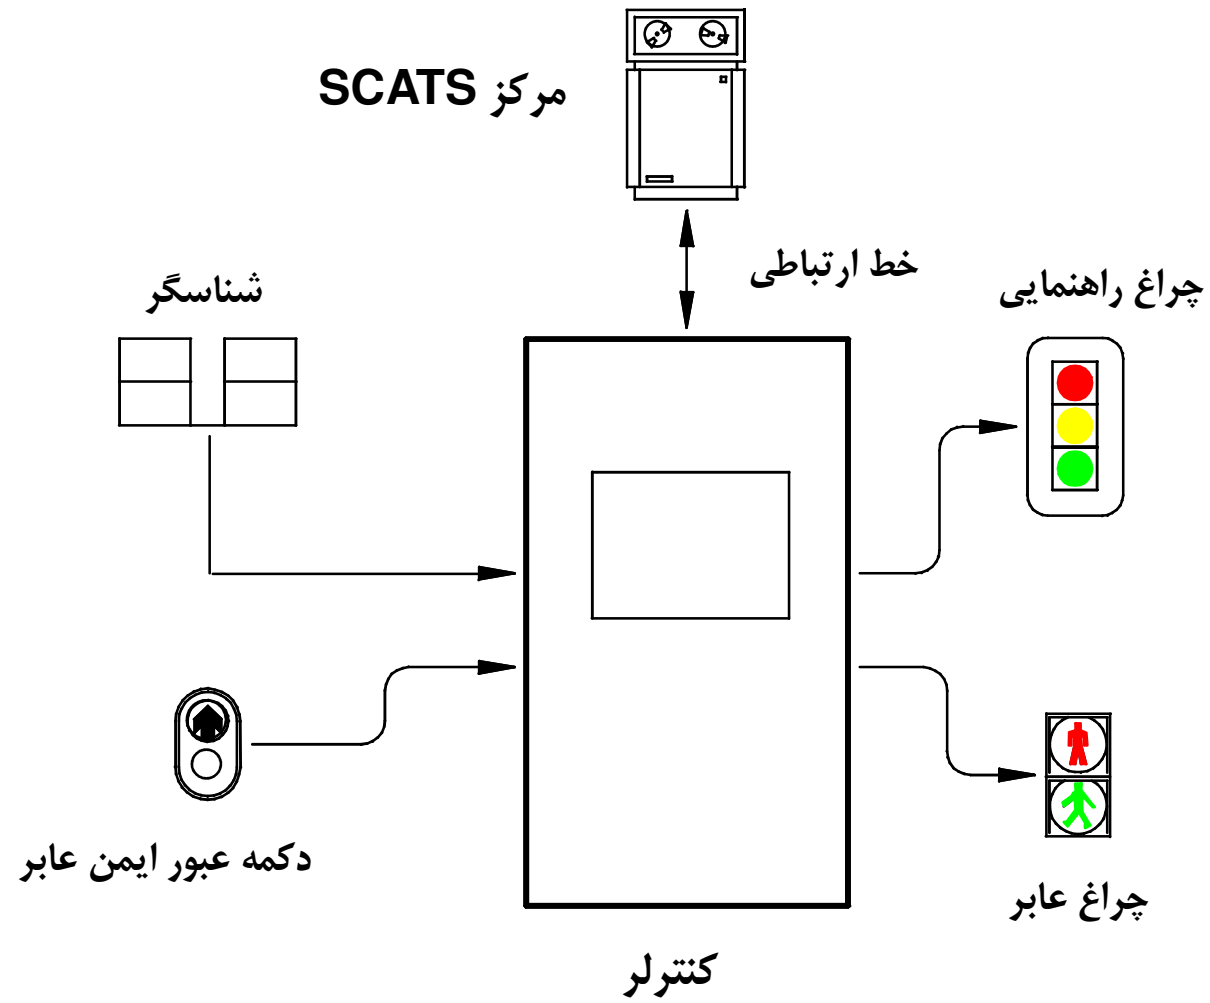 مرکز SCATS
خط ارتباطی
چراغ راهنمایی
شناسگر
دکمه عبور ایمن عابر
چراغ عابر
کنترلر